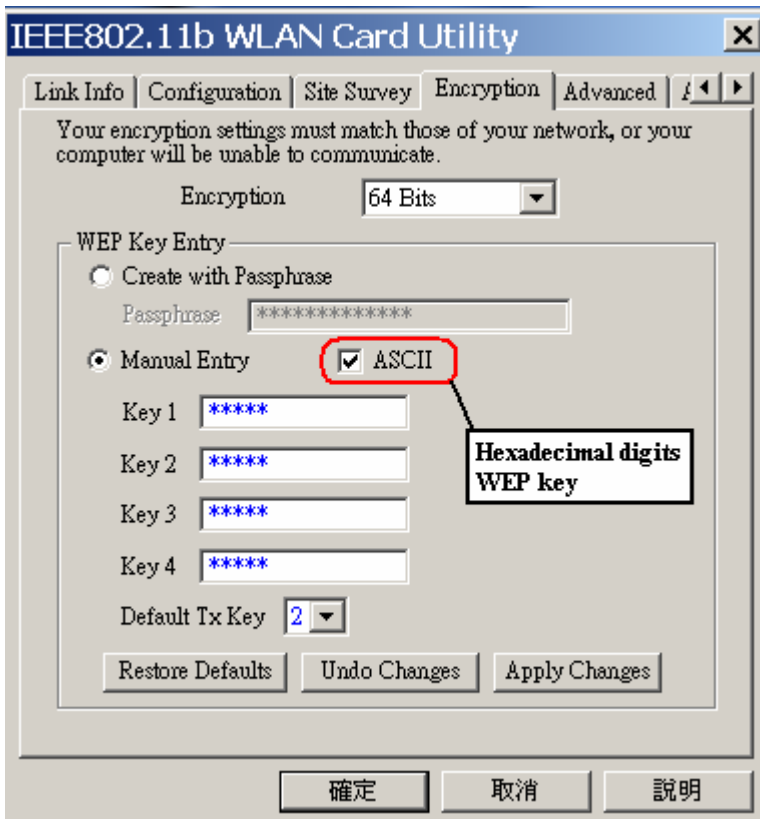 IEEE802.11b WLAN Card Utility
Link Info Configuration Site Survey Encryption Advanced
Your encryption settings must match those of your network, or your
computer will be unable to communicate.
Encryption 64 Bits
WEP Key Entry
Create with Passphrase
Passphrase *************
Manual Entry ASCII
Key 1 *****
Hexadecimal digits
WEP key
Key 2 *****
Key 3 *****
Key 4 *****
Default Tx Key 2
Restore Defaults Undo Changes Apply Changes
確定 取消 說明